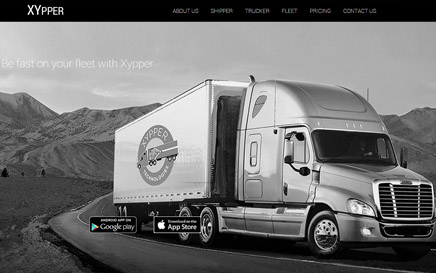 XYPPER
ABOUT US SHIPPER TRUCKER FLEET PRICING CONTACT US
Be fast on your fleet with Xypper
XYPPER
TECHNOLOGIES
ANDROID APP ON
Google play
Download on the
App Store